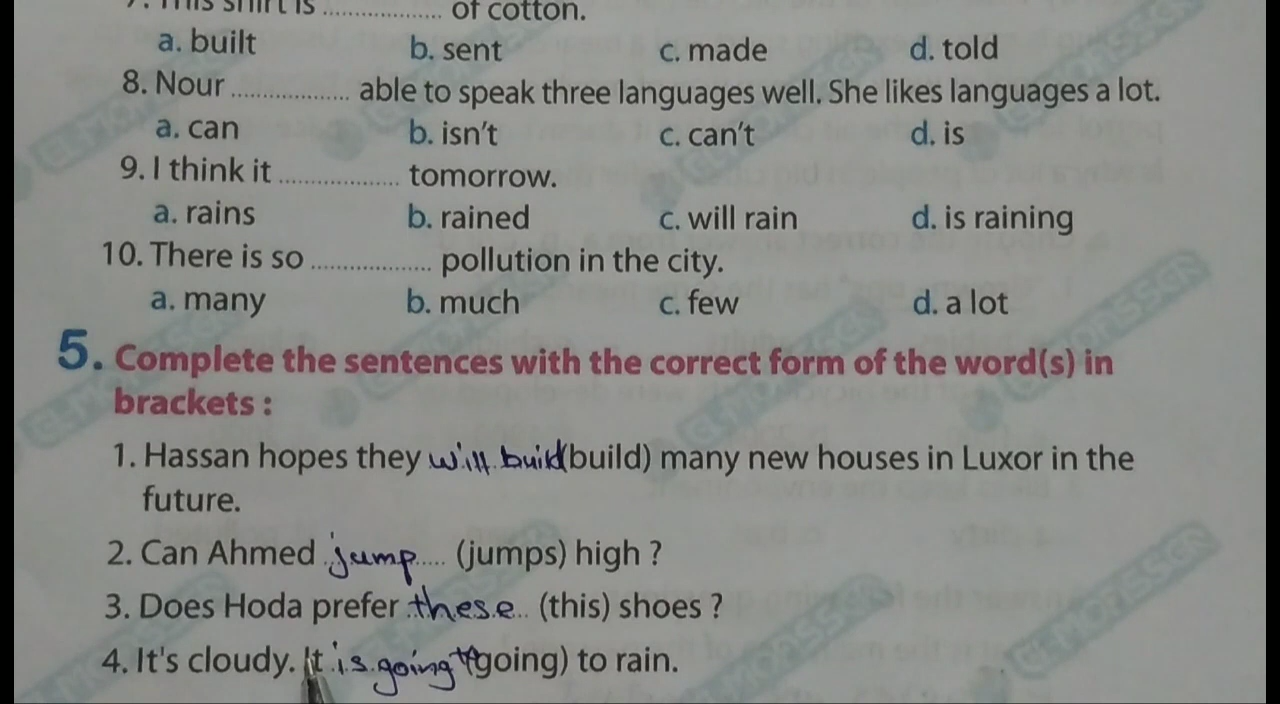 7. This shirt is .................. of cotton.
a. built b. sent c. made d. told
8. Nour .................. able to speak three languages well. She likes languages a lot.
a. can b. isn't c. can't d. is
9. I think it .................. tomorrow.
a. rains b. rained c. will rain d. is raining
10. There is so .................. pollution in the city.
a. many b. much c. few d. a lot
5. Complete the sentences with the correct form of the word(s) in
brackets :
1. Hassan hopes they will build (build) many new houses in Luxor in the
future.
2. Can Ahmed jump (jumps) high ?
3. Does Hoda prefer these (this) shoes ?
4. It's cloudy. It is going (going) to rain.